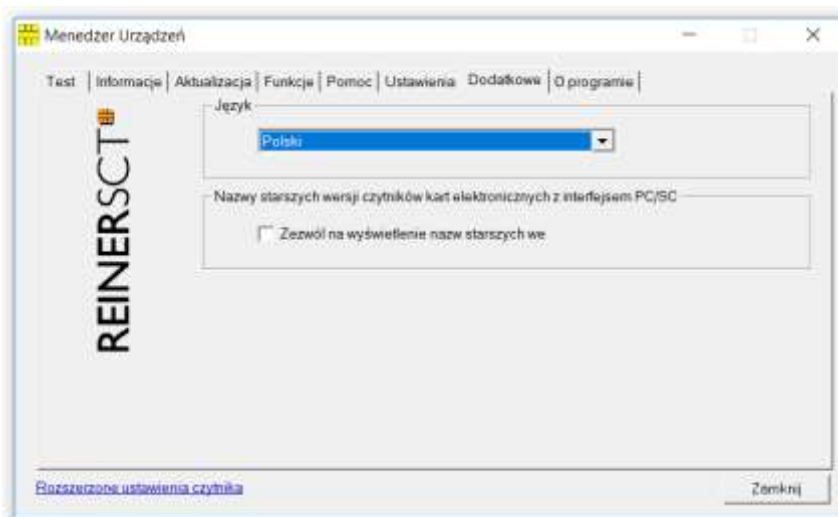 Menedżer Urządzeń
Test Informacje Aktualizacja Funkcje Pomoc Ustawienia Dodatkowe O programie
REINERSCT
Język
Polski
Nazwy starszych wersji czytników kart elektronicznych z interfejsem PC/SC
Zezwól na wyświetlenie nazw starszych we
Rozszerzone ustawienia czytnika
Zamknij